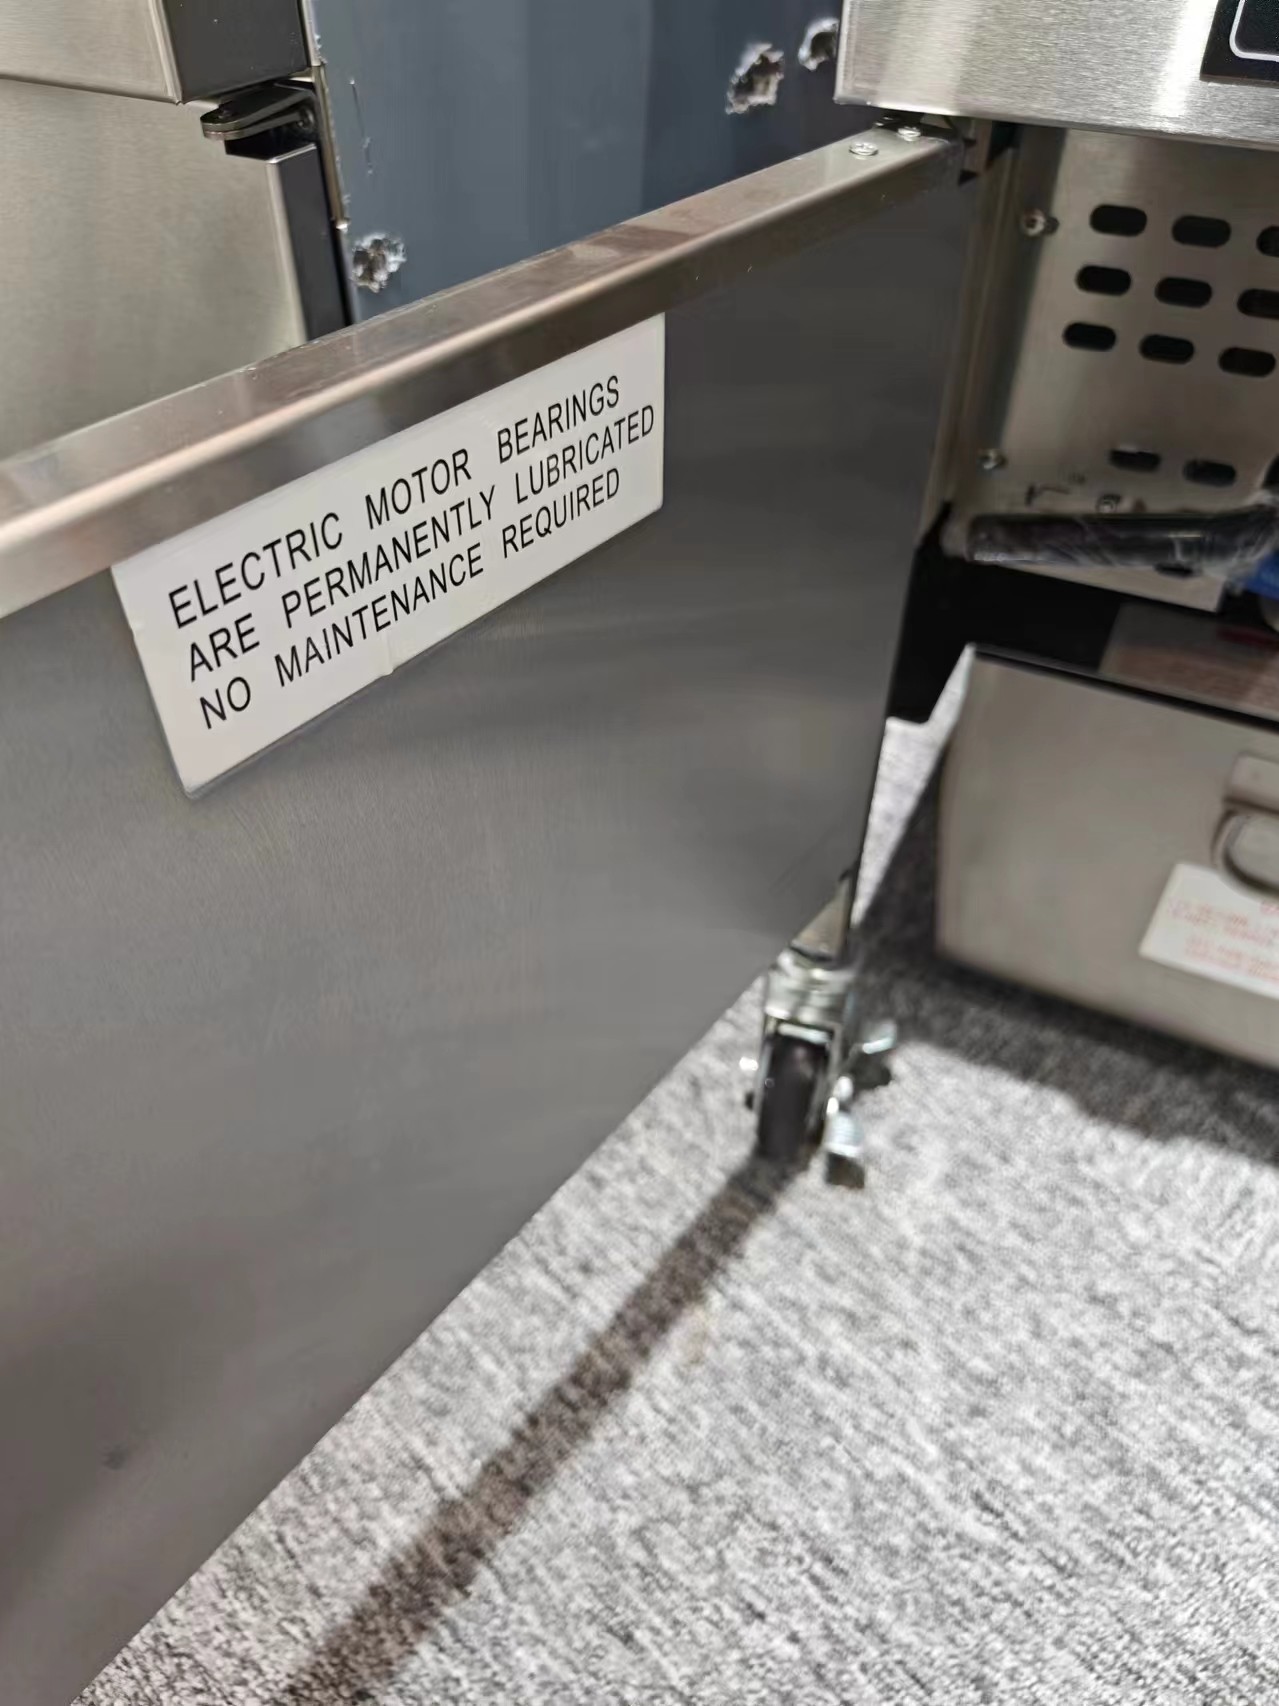 ELECTRIC MOTOR BEARINGS
ARE PERMANENTLY LUBRICATED
NO MAINTENANCE REQUIRED